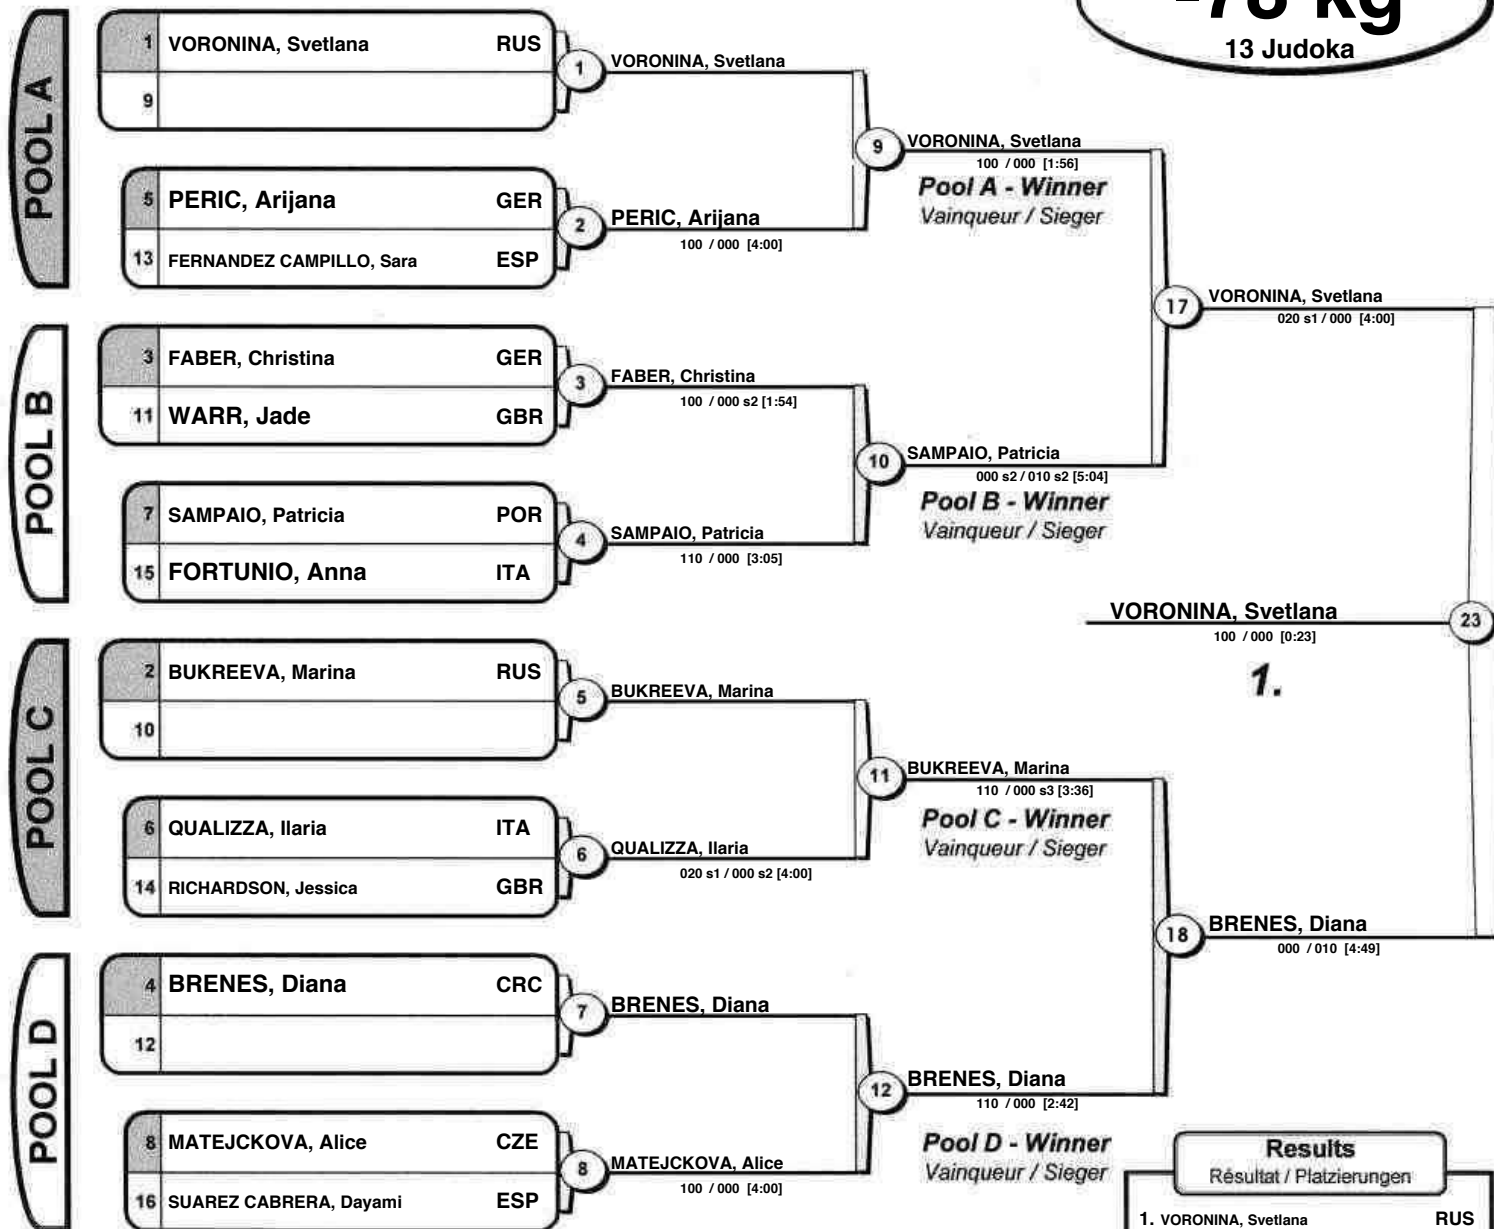 -78 kg
13 Judoka
POOL A
1 VORONINA, Svetlana RUS
9
5 PERIC, Arijana GER
13 FERNANDEZ CAMPILLO, Sara ESP
1 VORONINA, Svetlana
2 PERIC, Arijana
100 / 000 [4:00]
9 VORONINA, Svetlana
100 / 000 [1:56]
Pool A - Winner
Vainqueur / Sieger
POOL B
3 FABER, Christina GER
11 WARR, Jade GBR
7 SAMPAIO, Patricia POR
15 FORTUNIO, Anna ITA
3 FABER, Christina
100 / 000 s2 [1:54]
4 SAMPAIO, Patricia
110 / 000 [3:05]
10 SAMPAIO, Patricia
000 s2 / 010 s2 [5:04]
Pool B - Winner
Vainqueur / Sieger
17 VORONINA, Svetlana
020 s1 / 000 [4:00]
VORONINA, Svetlana 23
100 / 000 [0:23]
1.
POOL C
2 BUKREEVA, Marina RUS
10
6 QUALIZZA, Ilaria ITA
14 RICHARDSON, Jessica GBR
5 BUKREEVA, Marina
6 QUALIZZA, Ilaria
020 s1 / 000 s2 [4:00]
11 BUKREEVA, Marina
110 / 000 s3 [3:36]
Pool C - Winner
Vainqueur / Sieger
POOL D
4 BRENES, Diana CRC
12
8 MATEJCKOVA, Alice CZE
16 SUAREZ CABRERA, Dayami ESP
7 BRENES, Diana
8 MATEJCKOVA, Alice
100 / 000 [4:00]
12 BRENES, Diana
110 / 000 [2:42]
Pool D - Winner
Vainqueur / Sieger
18 BRENES, Diana
000 / 010 [4:49]
Results
Résultat / Platzierungen
1. VORONINA, Svetlana RUS